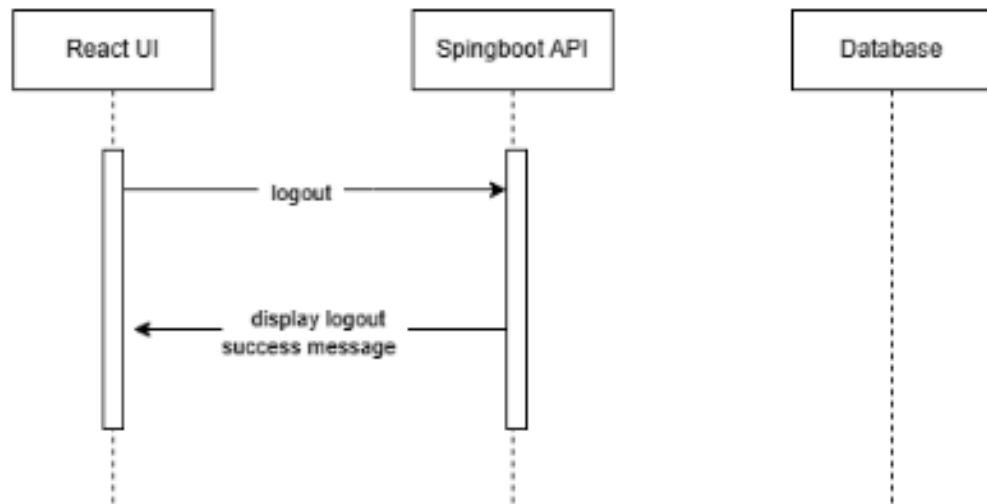 React UI
Spingboot API
Database
logout
display logout
success message